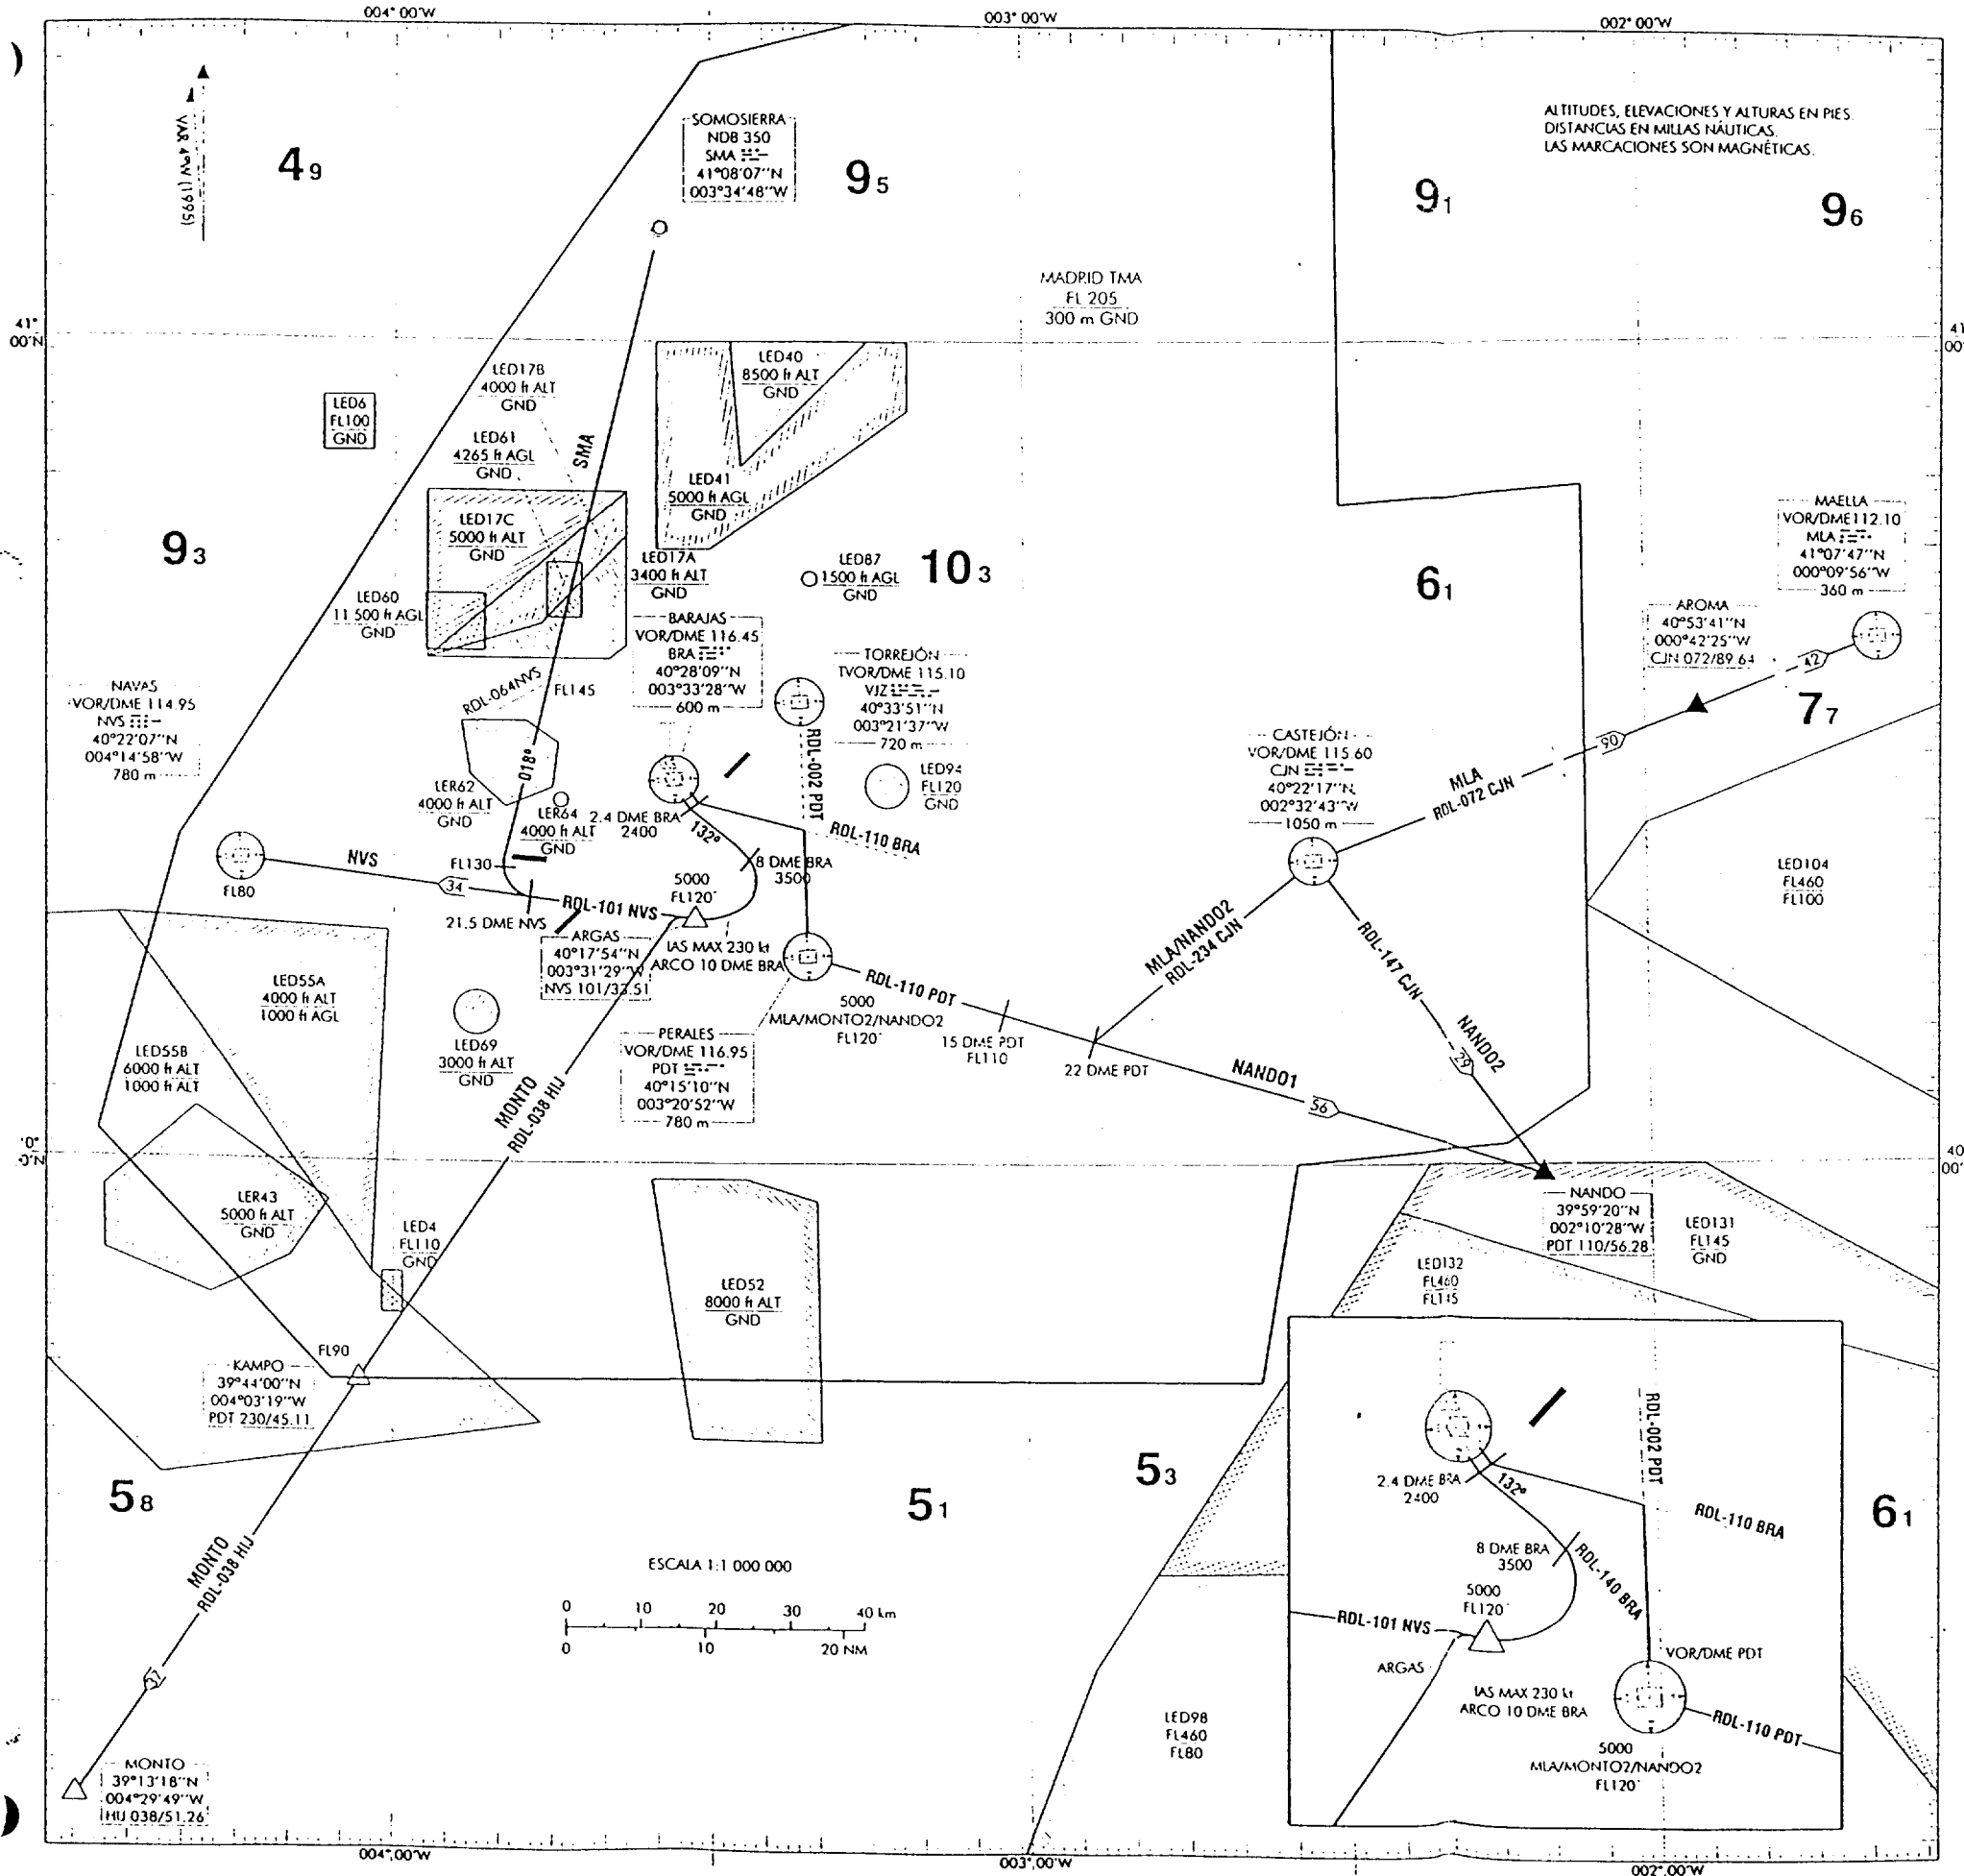 004° 00'W
003° 00'W
002° 00'W
VAR 4°W (1995)
4 9
SOMOSIERRA
NDB 350
SMA
41°08'07''N
003°34'48''W
9 5
ALTITUDES, ELEVACIONES Y ALTURAS EN PIES.
DISTANCIAS EN MILLAS NÁUTICAS.
LAS MARCACIONES SON MAGNÉTICAS.
9 1
9 6
MADRID TMA
FL 205
300 m GND
41°
00'N
41
00'
LED17B
4000 ft ALT
GND
LED40
8500 ft ALT
GND
LED6
FL100
GND
LED61
4265 ft AGL
GND
SMA
LED41
5000 ft AGL
GND
LED17C
5000 ft ALT
GND
9 3
LED17A
3400 ft ALT
GND
LED87
1500 ft AGL
GND
10 3
6 1
MAELLA
VOR/DME 112.10
MLA
41°07'47''N
000°09'56''W
360 m
LED60
11 500 ft AGL
GND
BARAJAS
VOR/DME 116.45
BRA
40°28'09''N
003°33'28''W
600 m
TORREJÓN
TVOR/DME 115.10
VJZ
40°33'51''N
003°21'37''W
720 m
AROMA
40°53'41''N
000°42'25''W
CJN 072/89.64
42
7 7
NAVAS
VOR/DME 114.95
NVS
40°22'07''N
004°14'58''W
780 m
RDL-064NVS
FL145
CASTEJÓN
VOR/DME 115.60
CJN
40°22'17''N
002°32'43''W
1050 m
90
MLA
RDL-072 CJN
RDL-002 PDT
018°
LER62
4000 ft ALT
GND
LER64
4000 ft ALT
GND
2.4 DME BRA
2400
132°
LED94
FL120
GND
RDL-110 BRA
NVS
FL80
34
FL130
8 DME BRA
3500
5000
FL120
RDL-101 NVS
21.5 DME NVS
ARGAS
40°17'54''N
003°31'29''W
NVS 101/33.51
IAS MAX 230 kt
ARCO 10 DME BRA
LED104
FL460
FL100
MLA/NANDO2
RDL-234 CJN
RDL-147 CJN
NANDO2
29
RDL-110 PDT
5000
MLA/MONTO2/NANDO2
FL120
15 DME PDT
FL110
22 DME PDT
NANDO1
56
LED55A
4000 ft ALT
1000 ft AGL
LED55B
6000 ft ALT
1000 ft ALT
LED69
3000 ft ALT
GND
PERALES
VOR/DME 116.95
PDT
40°15'10''N
003°20'52''W
780 m
MONTO
RDL-038 HIJ
40
00'
LER43
5000 ft ALT
GND
LED4
FL110
GND
LED52
8000 ft ALT
GND
NANDO
39°59'20''N
002°10'28''W
PDT 110/56.28
LED131
FL145
GND
LED132
FL460
FL145
FL90
KAMPO
39°44'00''N
004°03'19''W
PDT 230/45.11
5 8
5 1
5 3
6 1
MONTO
RDL-038 HIJ
57
ESCALA 1:1 000 000
0 10 20 30 40 km
0 10 20 NM
MONTO
39°13'18''N
004°29'49''W
HIJ 038/51.26
LED98
FL460
FL80
RDL-002 PDT
2.4 DME BRA
2400
132°
RDL-110 BRA
8 DME BRA
3500
RDL-140 BRA
5000
FL120
RDL-101 NVS
ARGAS
VOR/DME PDT
IAS MAX 230 kt
ARCO 10 DME BRA
RDL-110 PDT
5000
MLA/MONTO2/NANDO2
FL120
004° 00'W
003° 00'W
002° 00'W